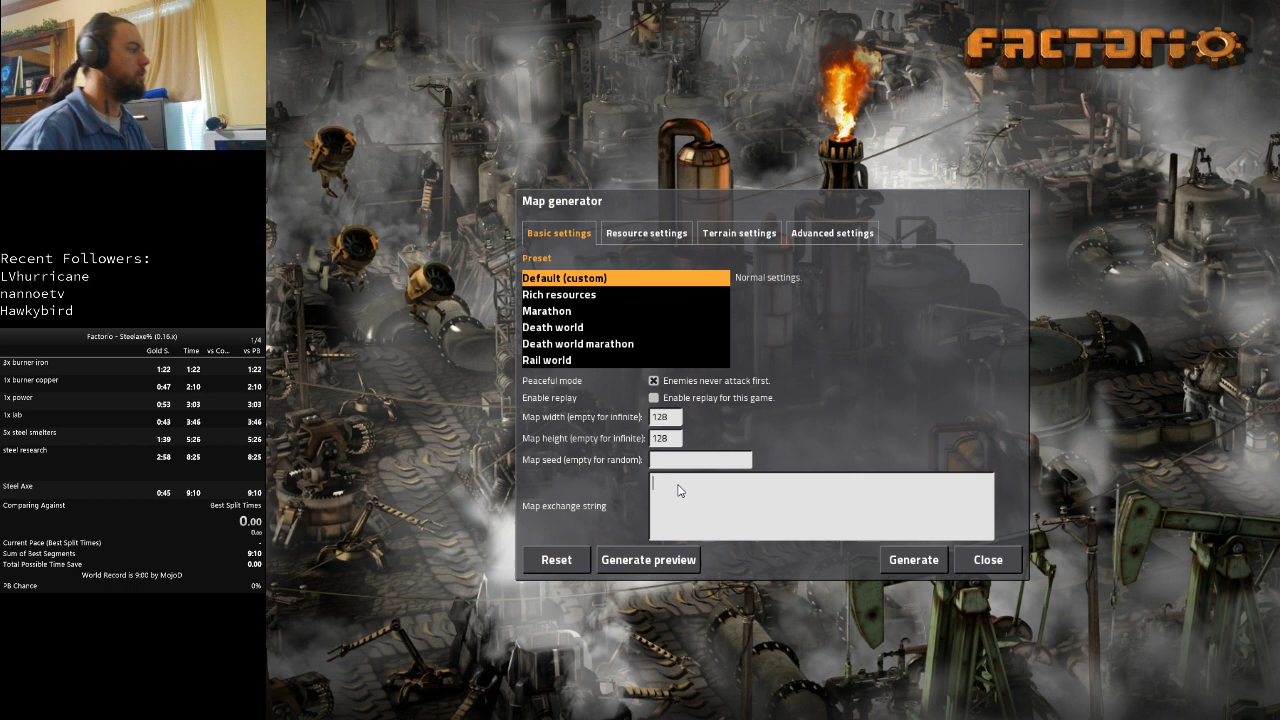 FACTORIO
Recent Followers:
LVhurricane
nannoetv
Hawkybird
Factorio - Steelaxe% (0.16.x)
1/4
Gold S. Time vs Co... vs PB
3x burner iron
1:22 1:22 1:22
1x burner copper
0:47 2:10 2:10
1x power
0:53 3:03 3:03
1x lab
0:43 3:46 3:46
5x steel smelters
1:39 5:26 5:26
steel research
2:58 8:25 8:25
Steel Axe
0:45 9:10 9:10
Comparing Against Best Split Times
0.00
0.00
Current Pace (Best Split Times) -
Sum of Best Segments 9:10
Total Possible Time Save 0.00
World Record is 9:00 by MojoD
PB Chance 0%
Map generator
Basic settings Resource settings Terrain settings Advanced settings
Preset
Default (custom) Normal settings.
Rich resources
Marathon
Death world
Death world marathon
Rail world
Peaceful mode Enemies never attack first.
Enable replay Enable replay for this game.
Map width (empty for infinite): 128
Map height (empty for infinite): 128
Map seed (empty for random):
Map exchange string
Reset Generate preview Generate Close